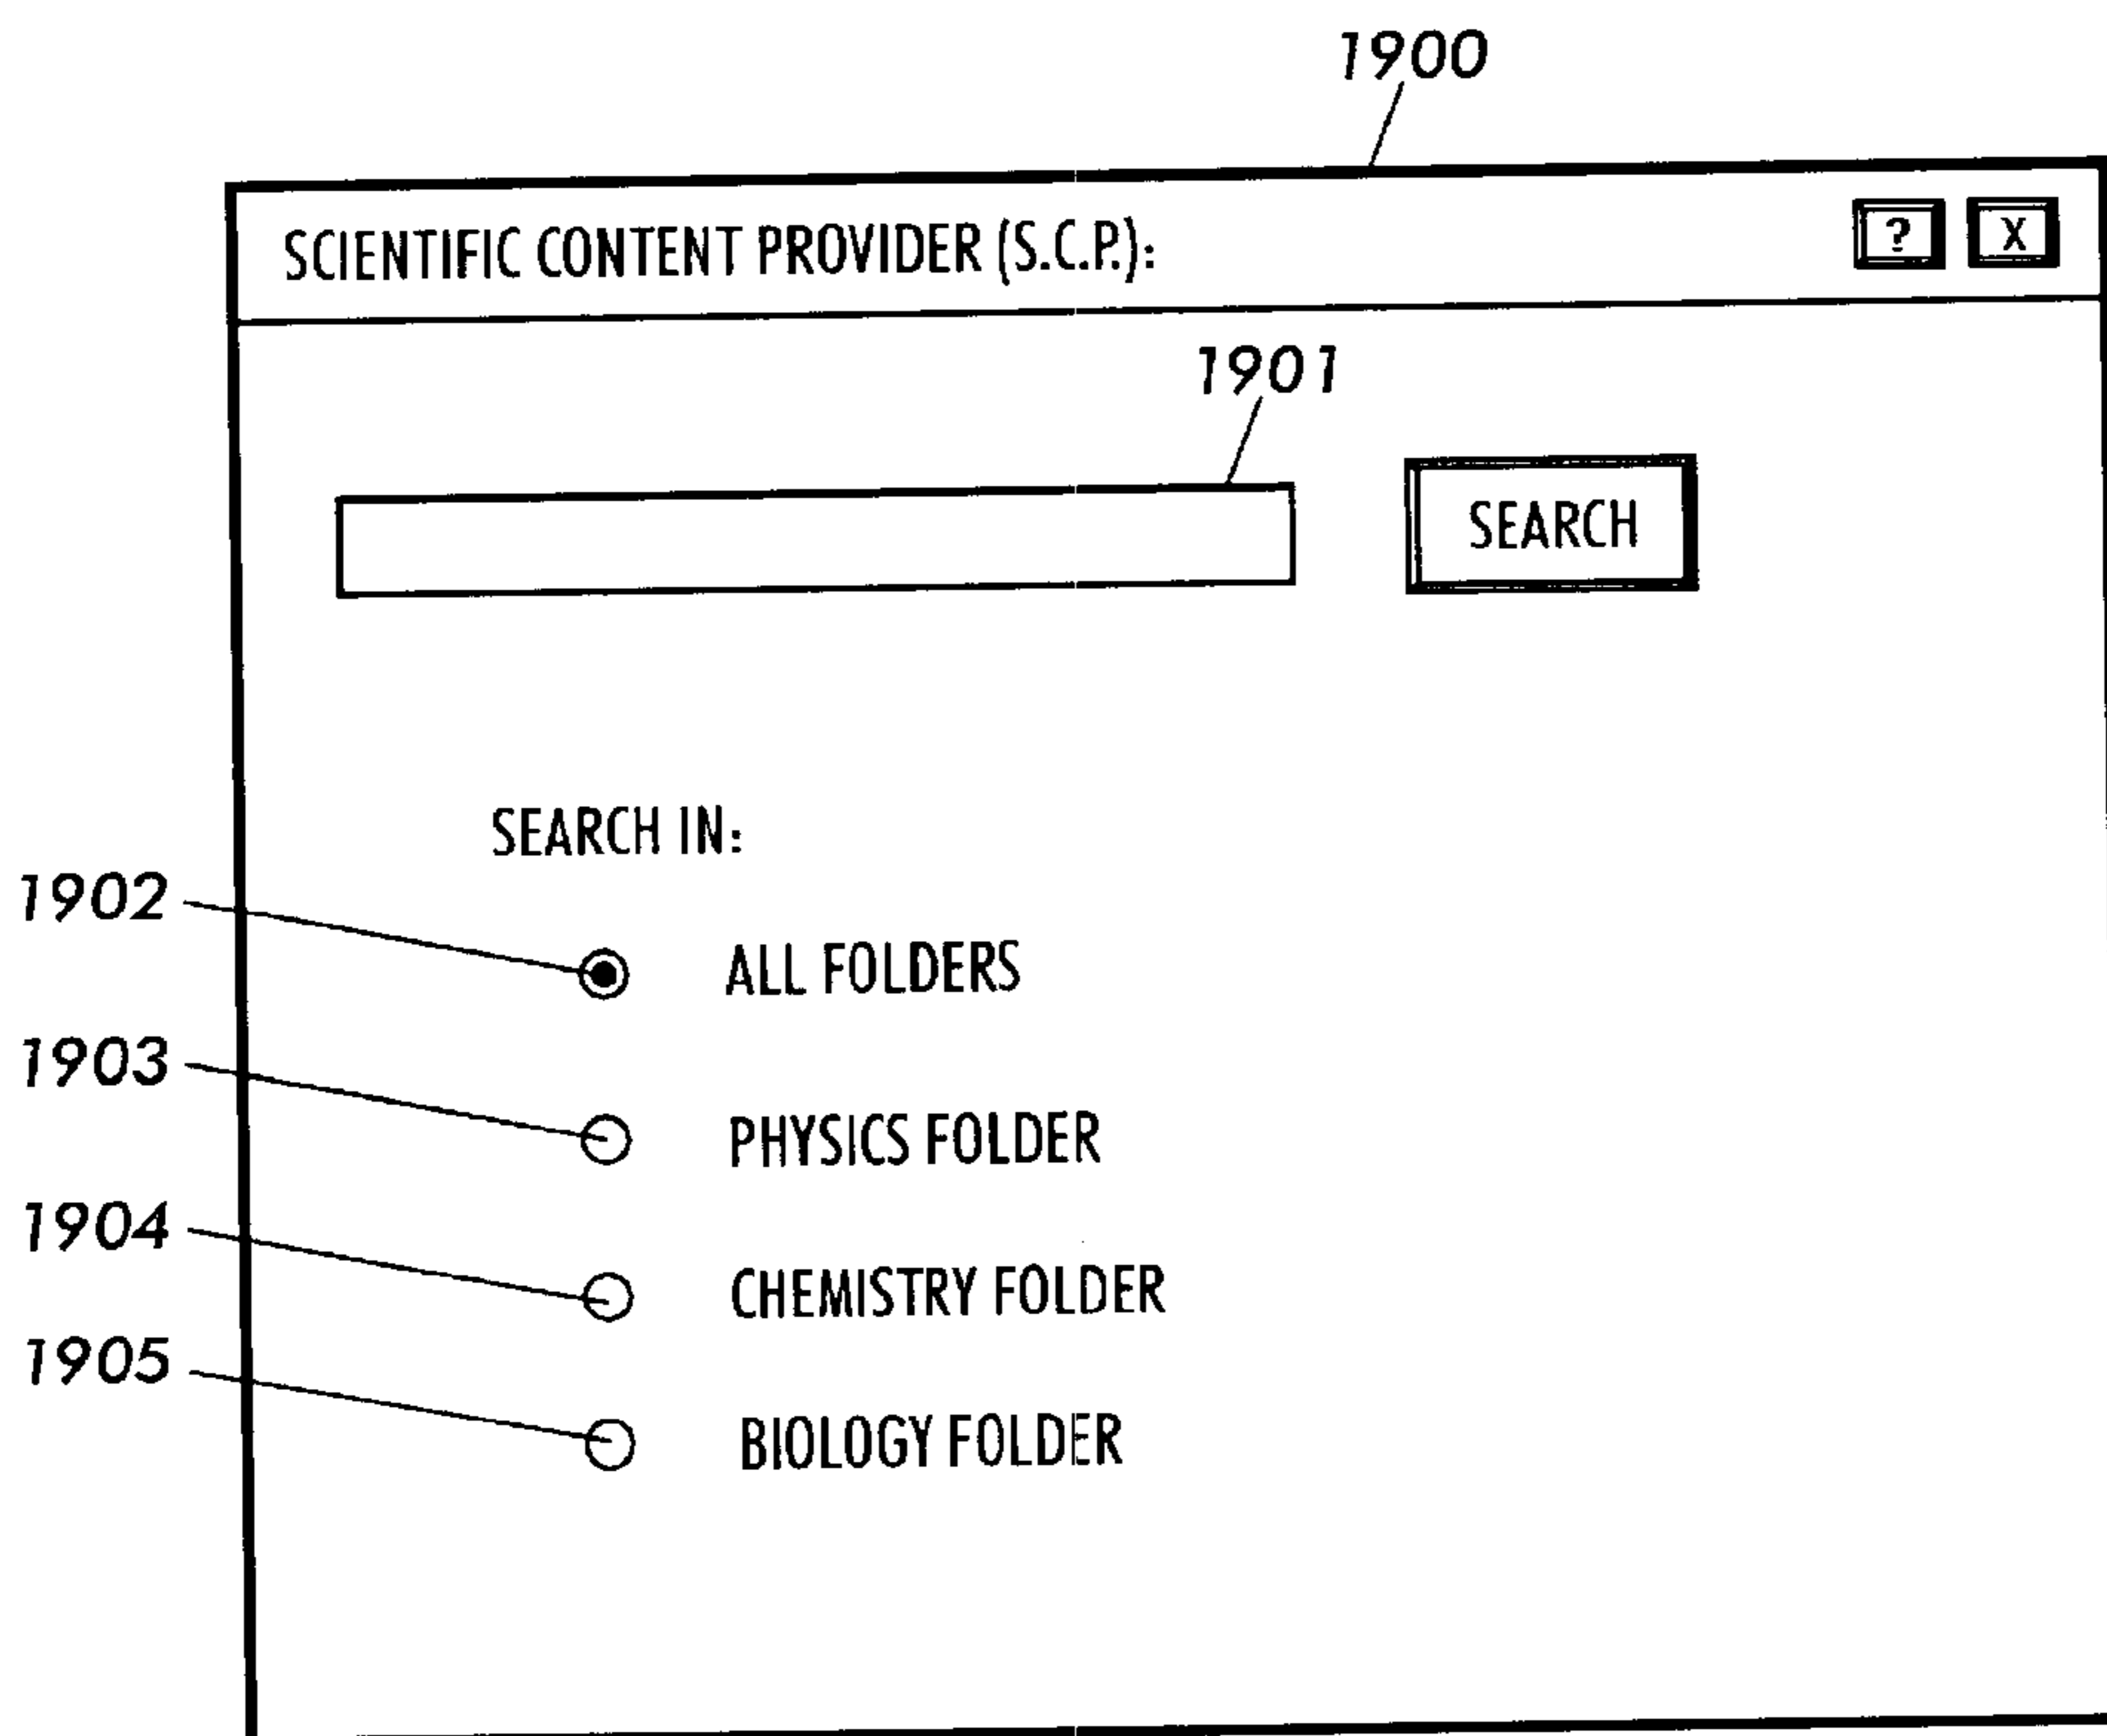 1900
SCIENTIFIC CONTENT PROVIDER (S.C.P.): ? X
1901
SEARCH
SEARCH IN:
1902 ALL FOLDERS
1903 PHYSICS FOLDER
1904 CHEMISTRY FOLDER
1905 BIOLOGY FOLDER